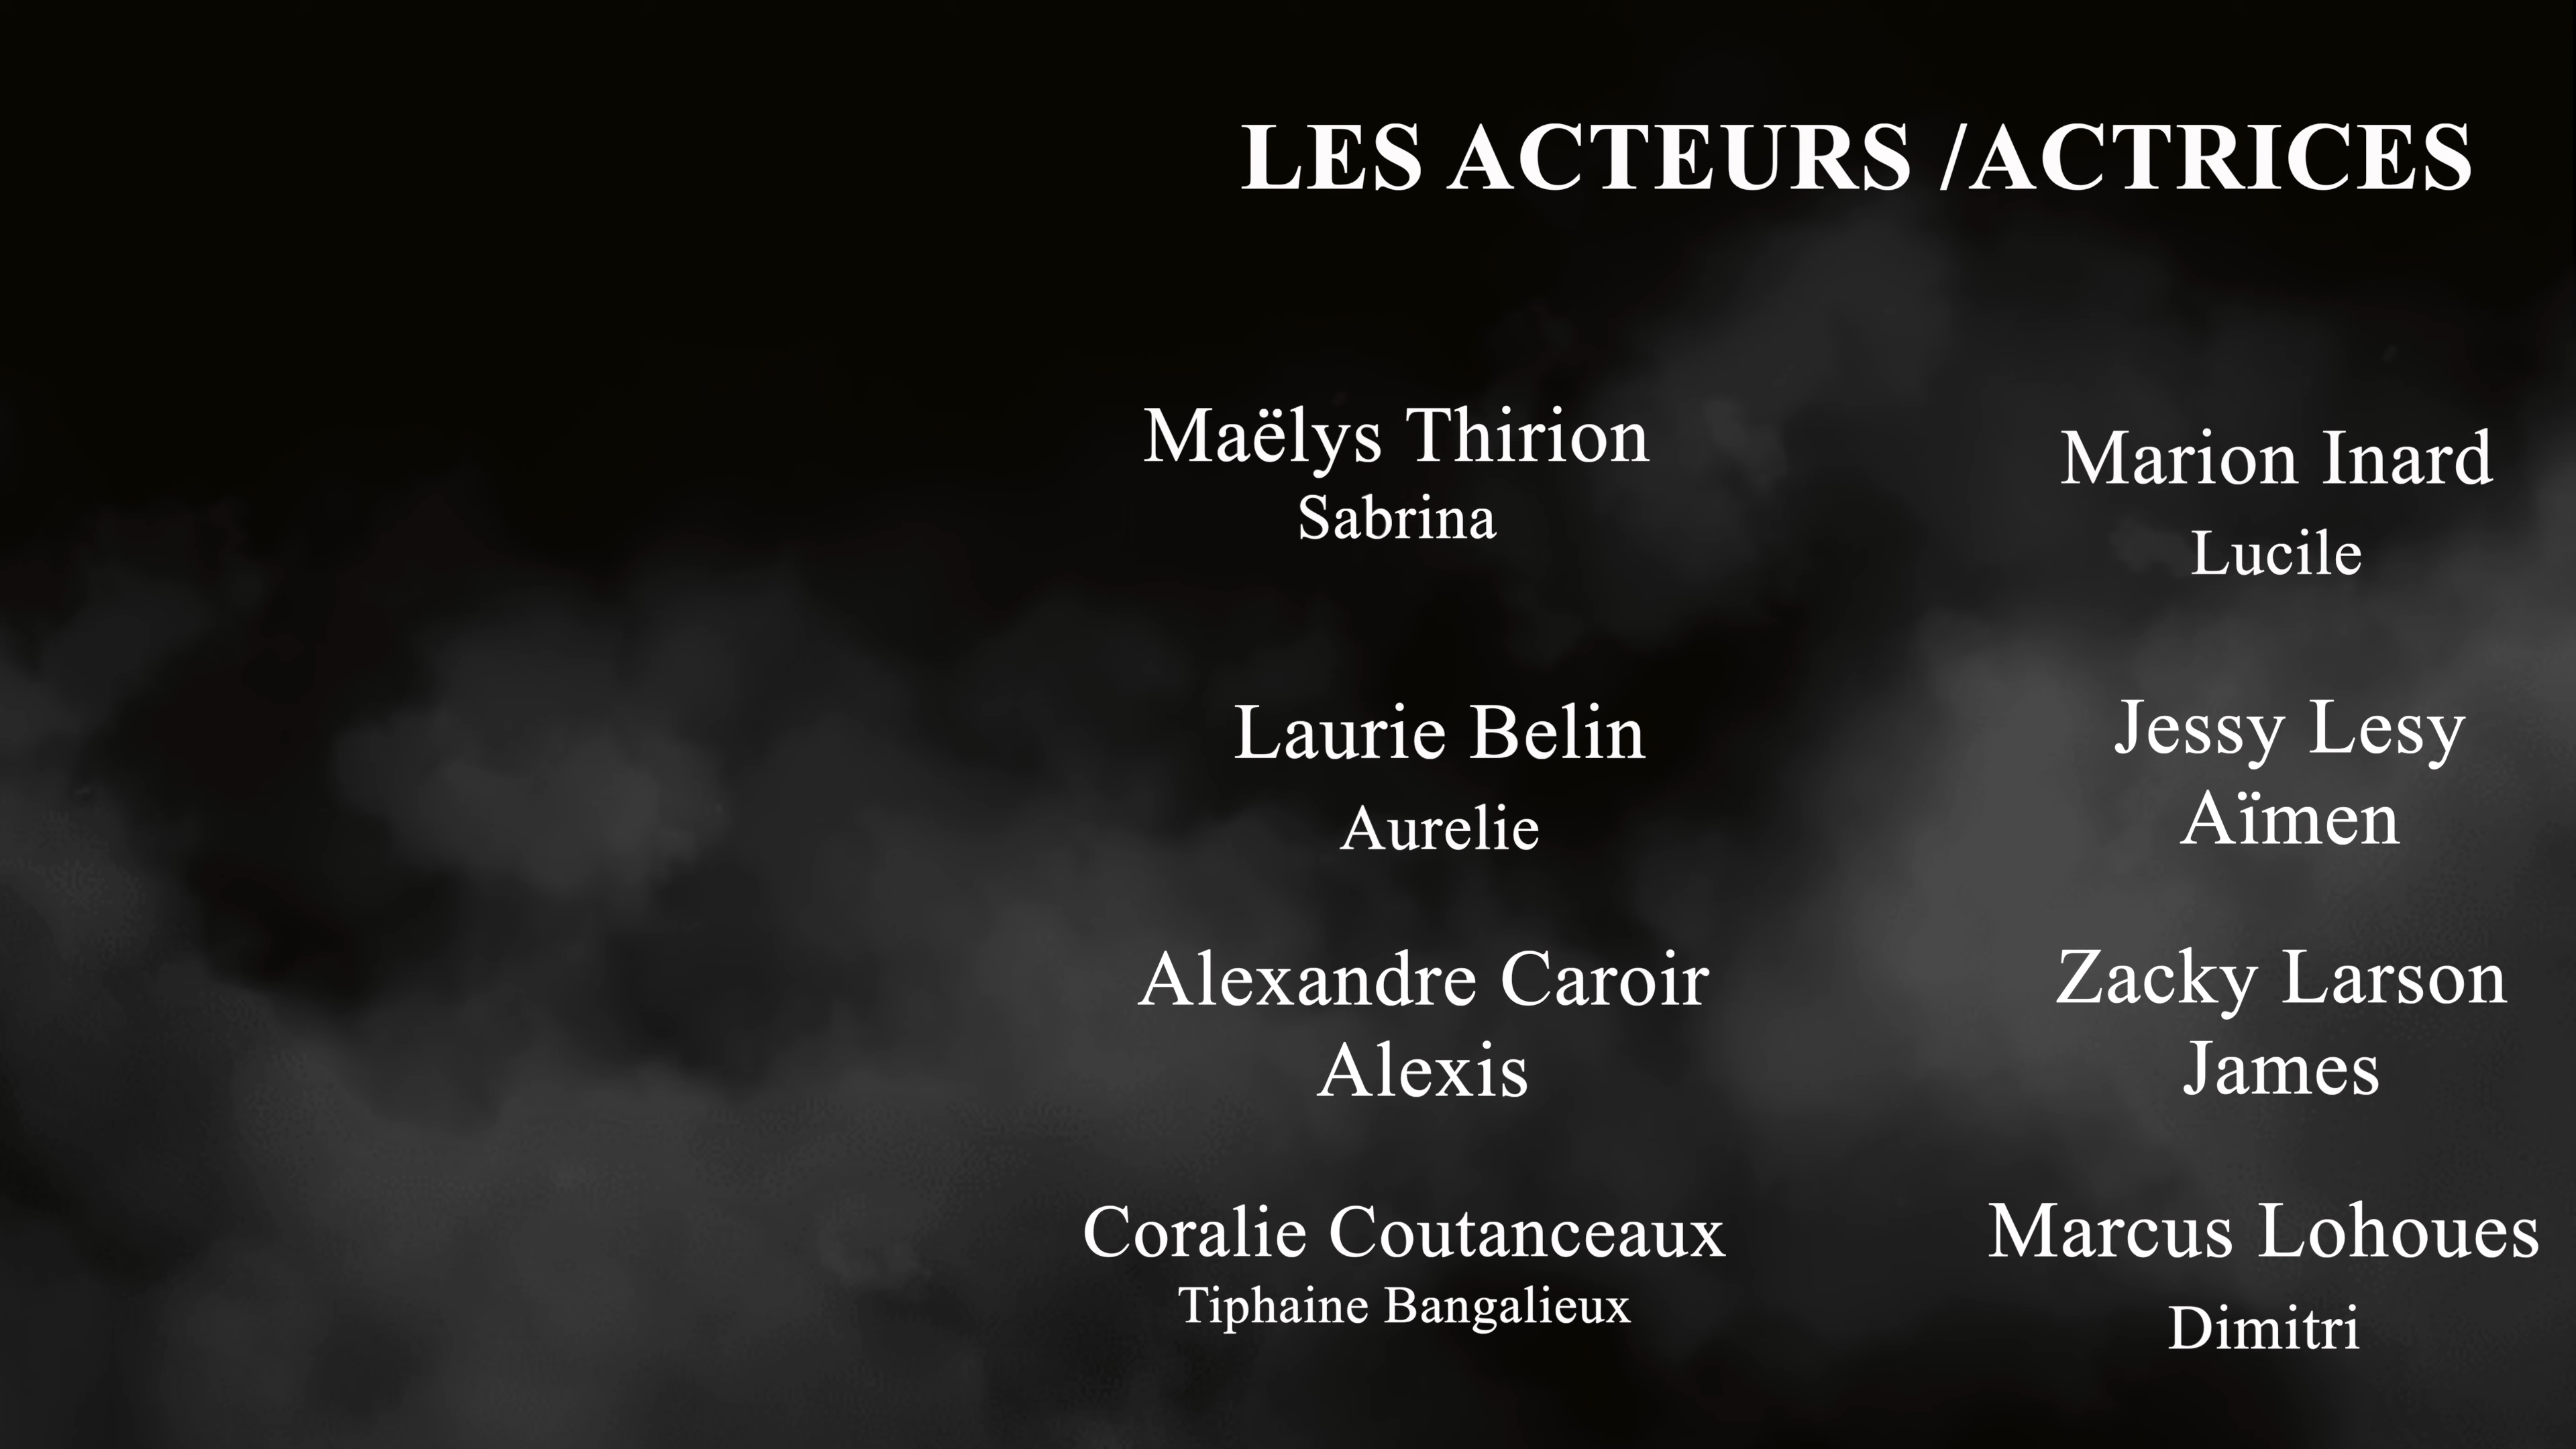 LES ACTEURS /ACTRICES
Maëlys Thirion
Sabrina
Marion Inard
Lucile
Laurie Belin
Aurelie
Jessy Lesy
Aïmen
Alexandre Caroir
Alexis
Zacky Larson
James
Coralie Coutanceaux
Tiphaine Bangalieux
Marcus Lohoues
Dimitri